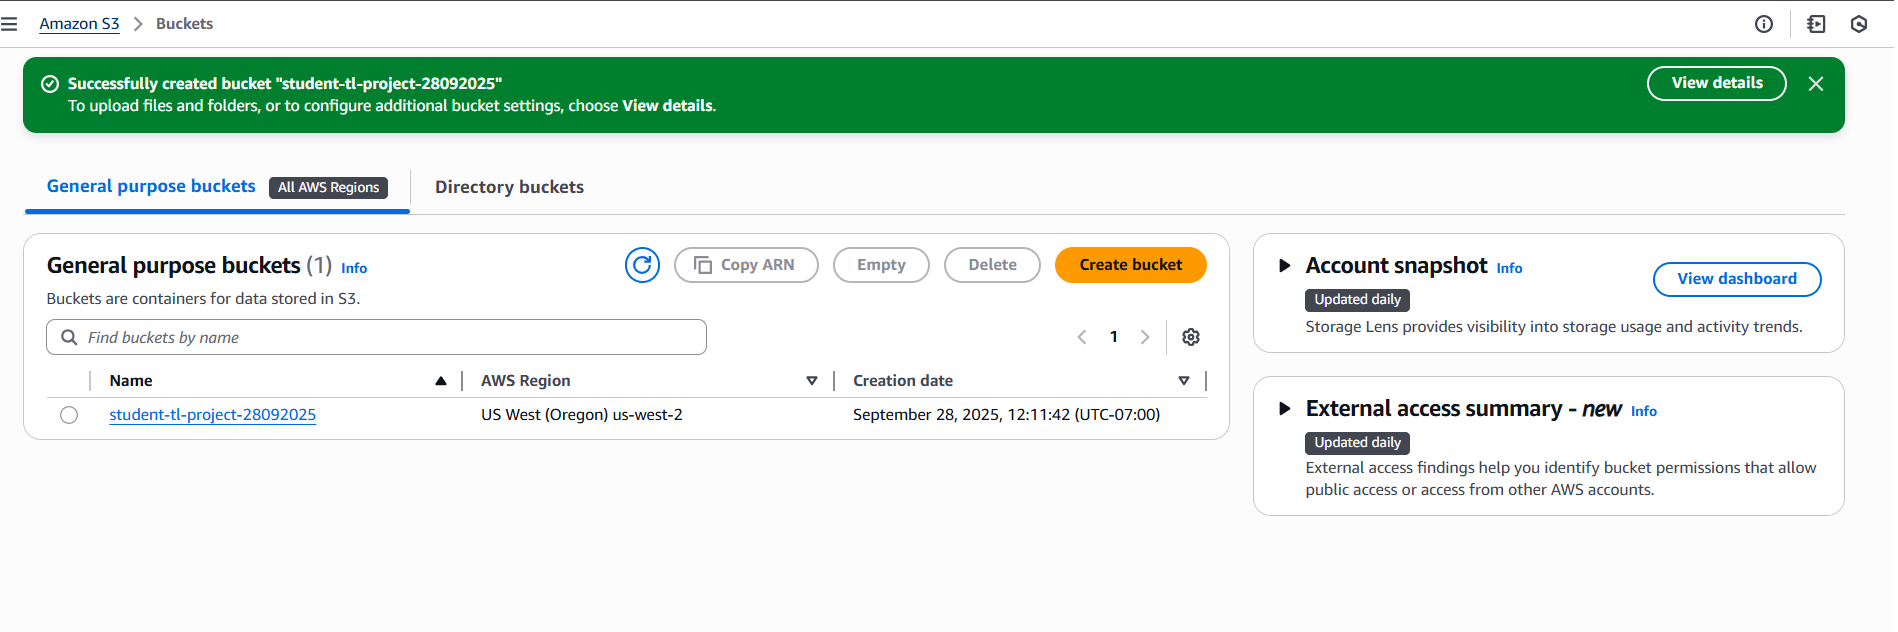 Amazon S3 > Buckets
Successfully created bucket "student-tl-project-28092025"
To upload files and folders, or to configure additional bucket settings, choose View details.
View details
General purpose buckets All AWS Regions
Directory buckets
General purpose buckets (1) Info
Copy ARN
Empty
Delete
Create bucket
Buckets are containers for data stored in S3.
Find buckets by name
1
Name AWS Region Creation date
student-tl-project-28092025 US West (Oregon) us-west-2 September 28, 2025, 12:11:42 (UTC-07:00)
Account snapshot Info
View dashboard
Updated daily
Storage Lens provides visibility into storage usage and activity trends.
External access summary - new Info
Updated daily
External access findings help you identify bucket permissions that allow
public access or access from other AWS accounts.